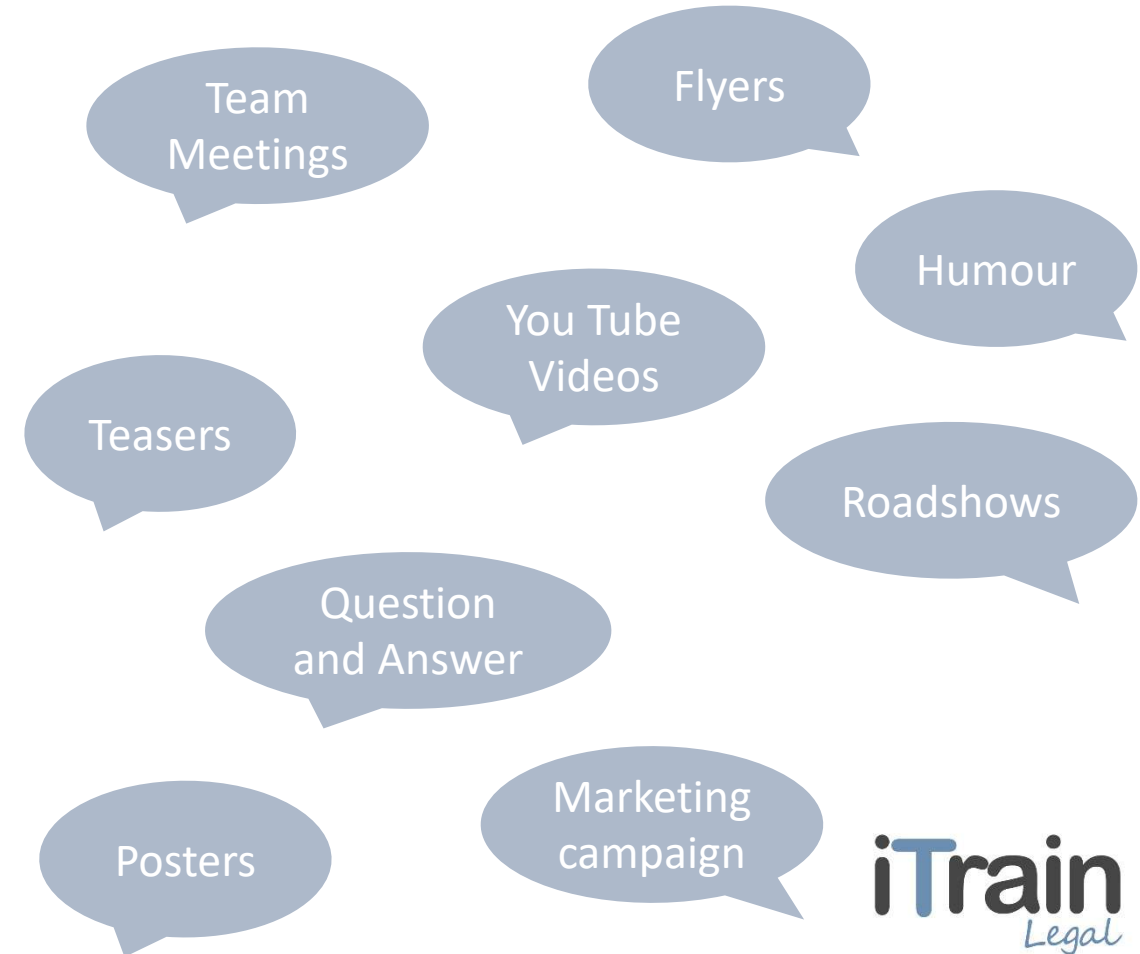 Team
Meetings
Flyers
Humour
You Tube
Videos
Teasers
Roadshows
Question
and Answer
Marketing
campaign
Posters
iTrain
Legal